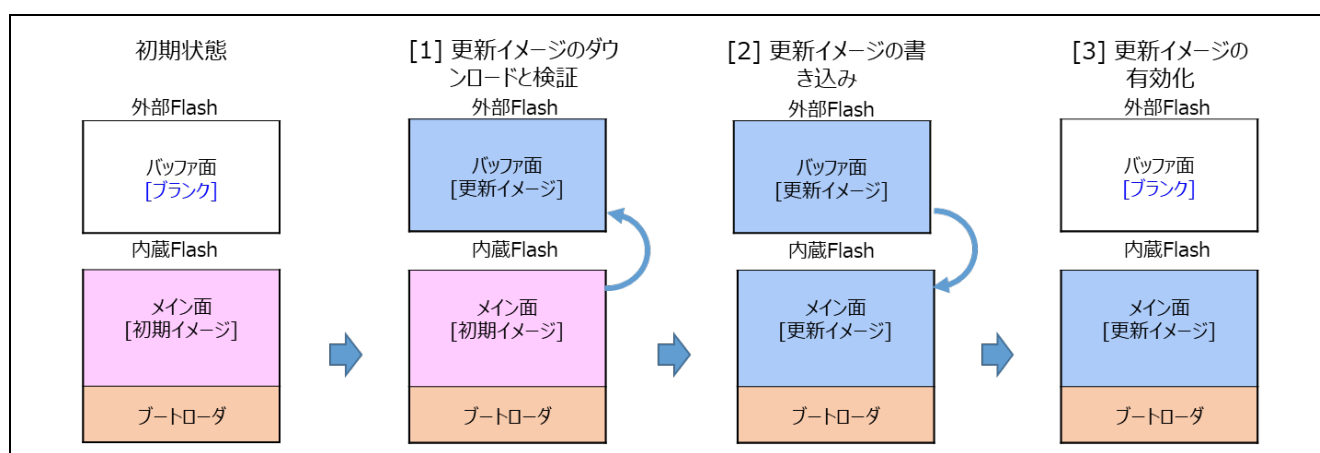 初期状態
外部Flash
バッファ面
[ブランク]
内蔵Flash
メイン面
[初期イメージ]
ブートローダ
[1] 更新イメージのダウ
ンロードと検証
外部Flash
バッファ面
[更新イメージ]
内蔵Flash
メイン面
[初期イメージ]
ブートローダ
[2] 更新イメージの書
き込み
外部Flash
バッファ面
[更新イメージ]
内蔵Flash
メイン面
[更新イメージ]
ブートローダ
[3] 更新イメージの
有効化
外部Flash
バッファ面
[ブランク]
内蔵Flash
メイン面
[更新イメージ]
ブートローダ